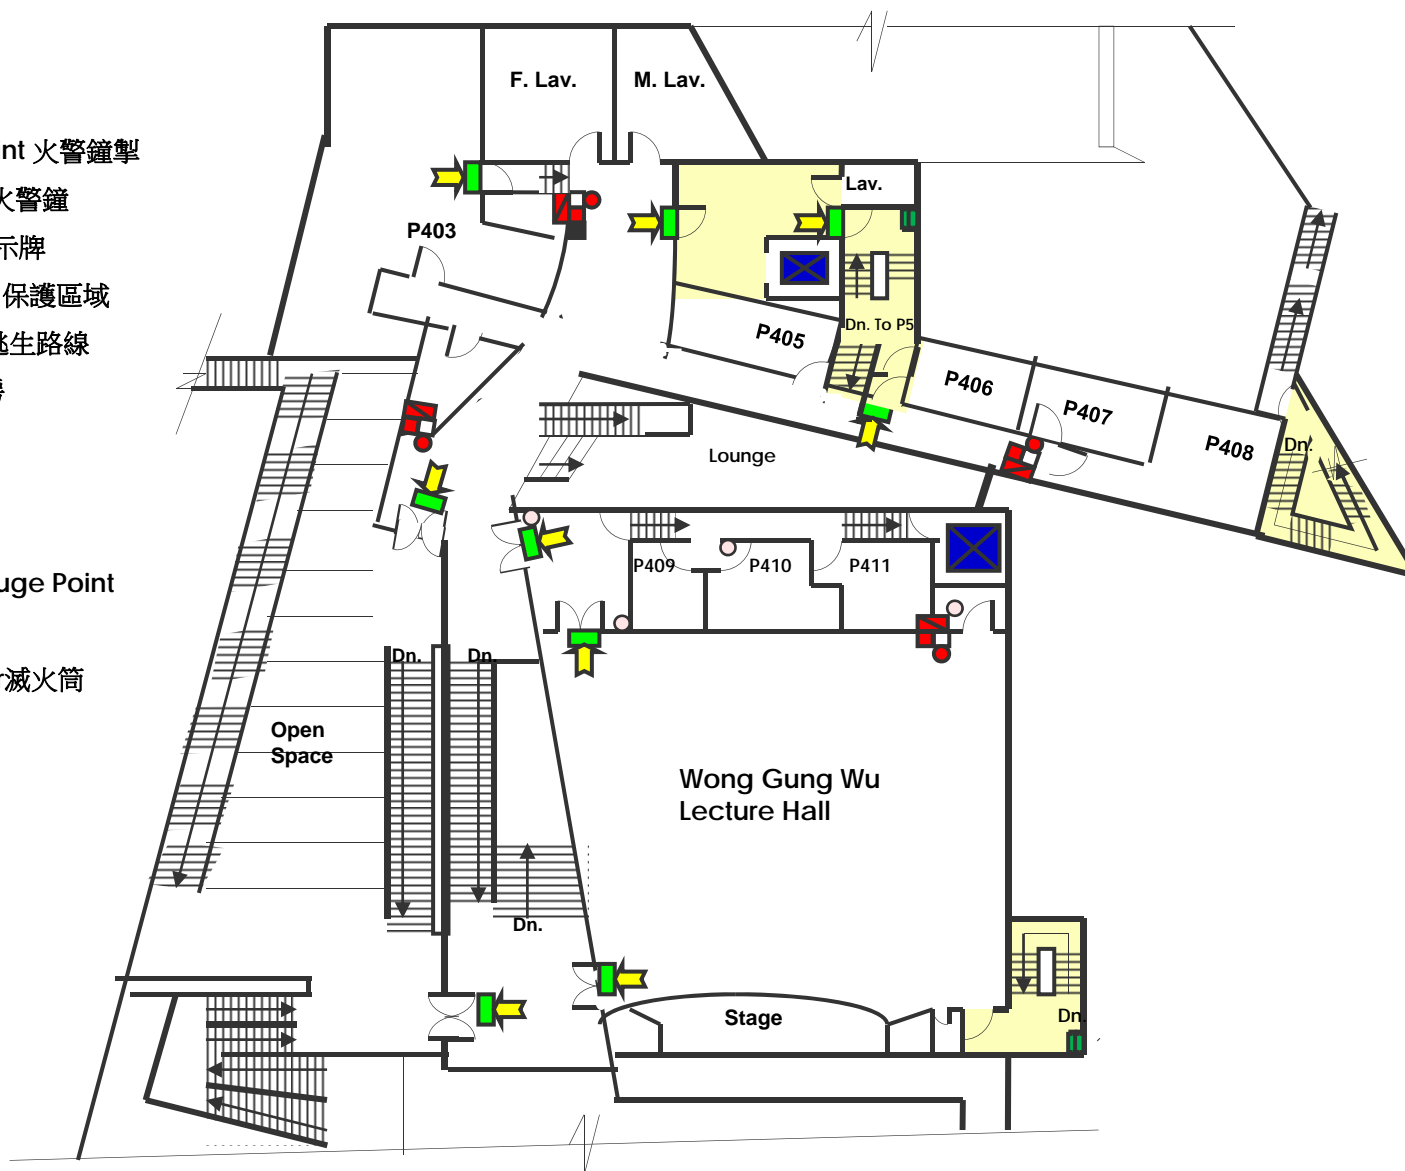 F. Lav.
M. Lav.
nt 火警鐘掣
Lav.
火警鐘
P403
示牌
保護區域
Dn. To P5
P405
逃生路線
P406
P407
P408
Dn.
Lounge
P409
P410
P411
uge Point
Dn.
Dn.
r滅火筒
Open
Space
Wong Gung Wu
Lecture Hall
Dn.
Stage
Dn.